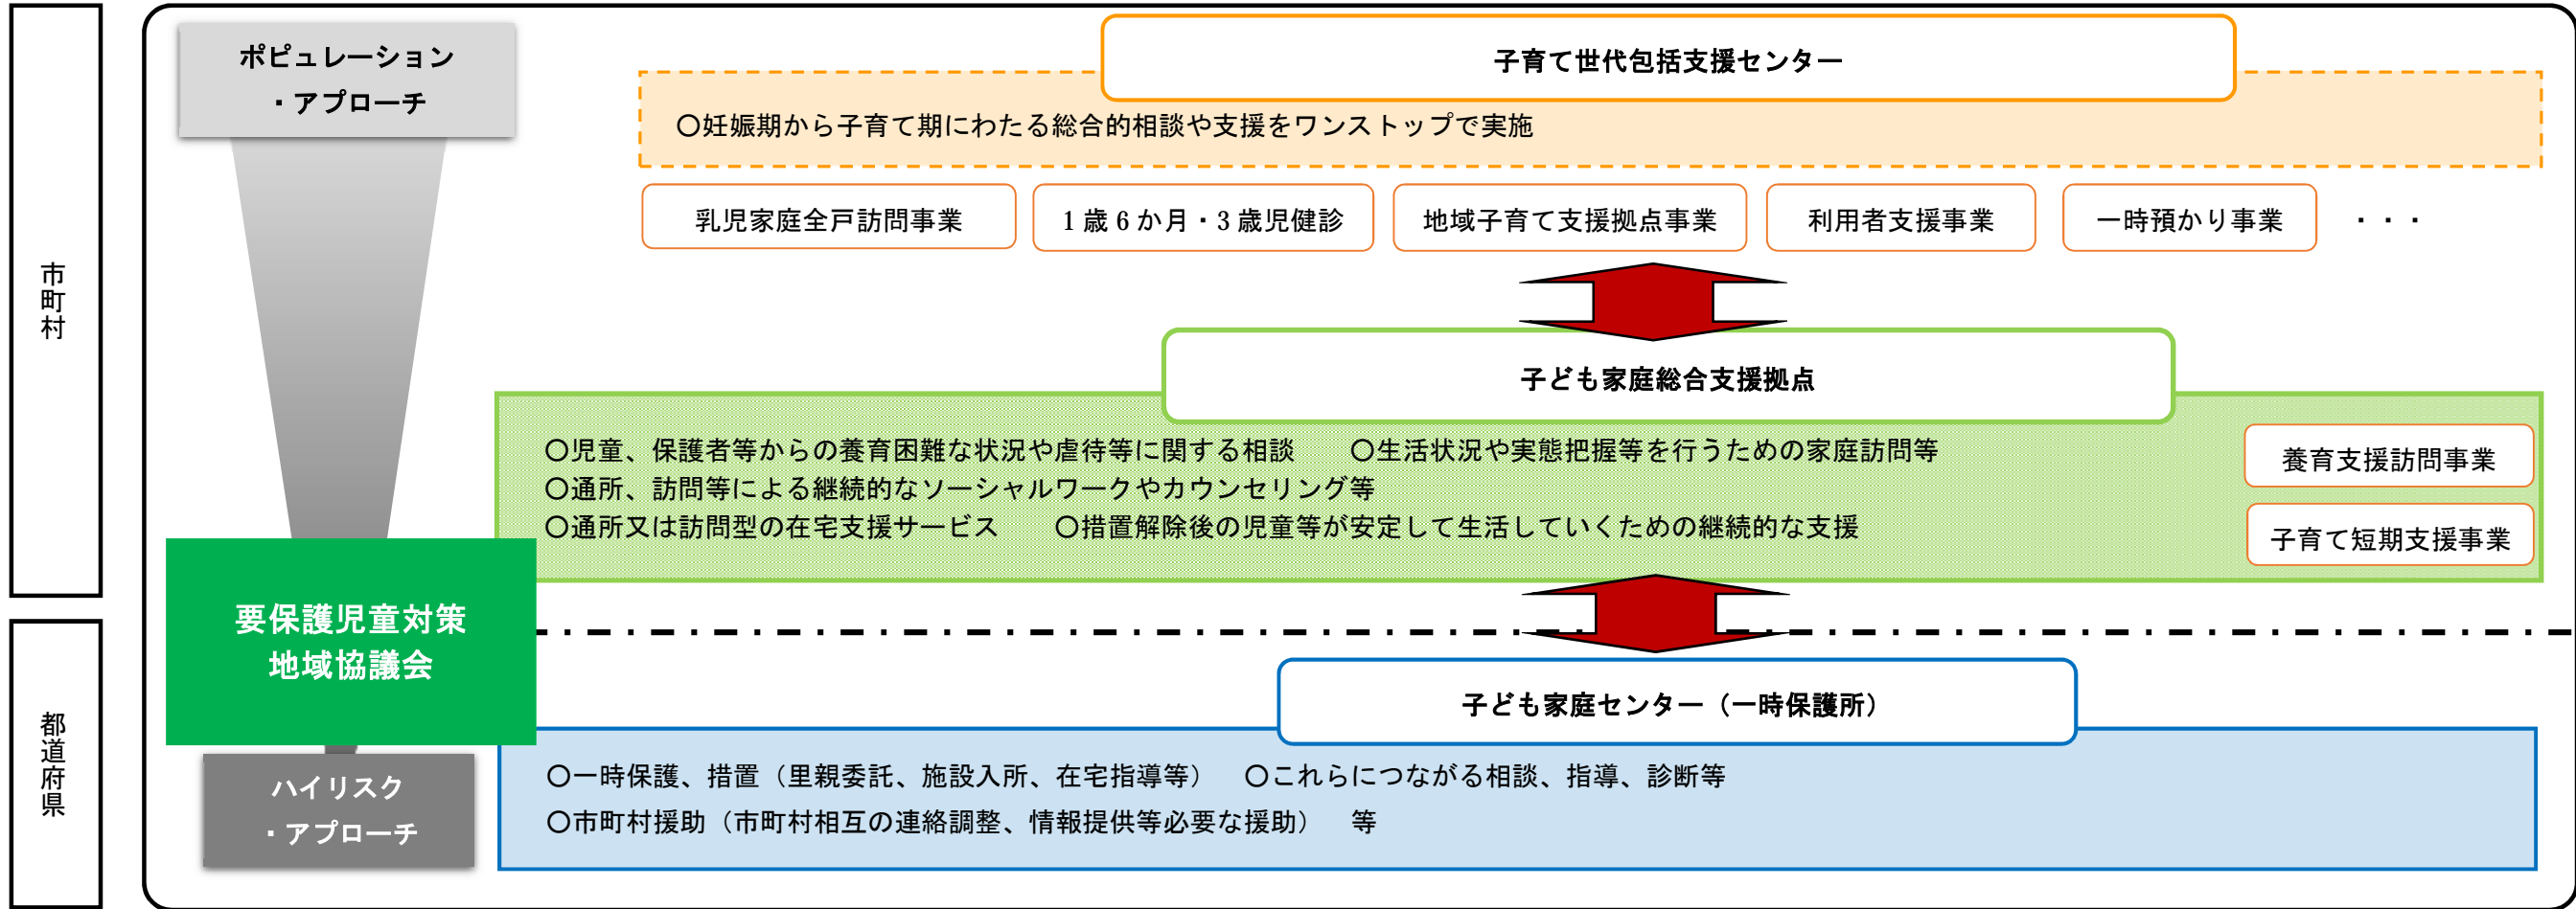 市町村
ポピュレーション
・アプローチ
子育て世代包括支援センター
〇妊娠期から子育て期にわたる総合的相談や支援をワンストップで実施
乳児家庭全戸訪問事業
1歳6か月・3歳児健診
地域子育て支援拠点事業
利用者支援事業
一時預かり事業
・・・
子ども家庭総合支援拠点
〇児童、保護者等からの養育困難な状況や虐待等に関する相談　〇生活状況や実態把握等を行うための家庭訪問等
〇通所、訪問等による継続的なソーシャルワークやカウンセリング等
〇通所又は訪問型の在宅支援サービス　〇措置解除後の児童等が安定して生活していくための継続的な支援
養育支援訪問事業
子育て短期支援事業
要保護児童対策
地域協議会
都道府県
子ども家庭センター（一時保護所）
〇一時保護、措置（里親委託、施設入所、在宅指導等）　〇これらにつながる相談、指導、診断等
〇市町村援助（市町村相互の連絡調整、情報提供等必要な援助）　等
ハイリスク
・アプローチ